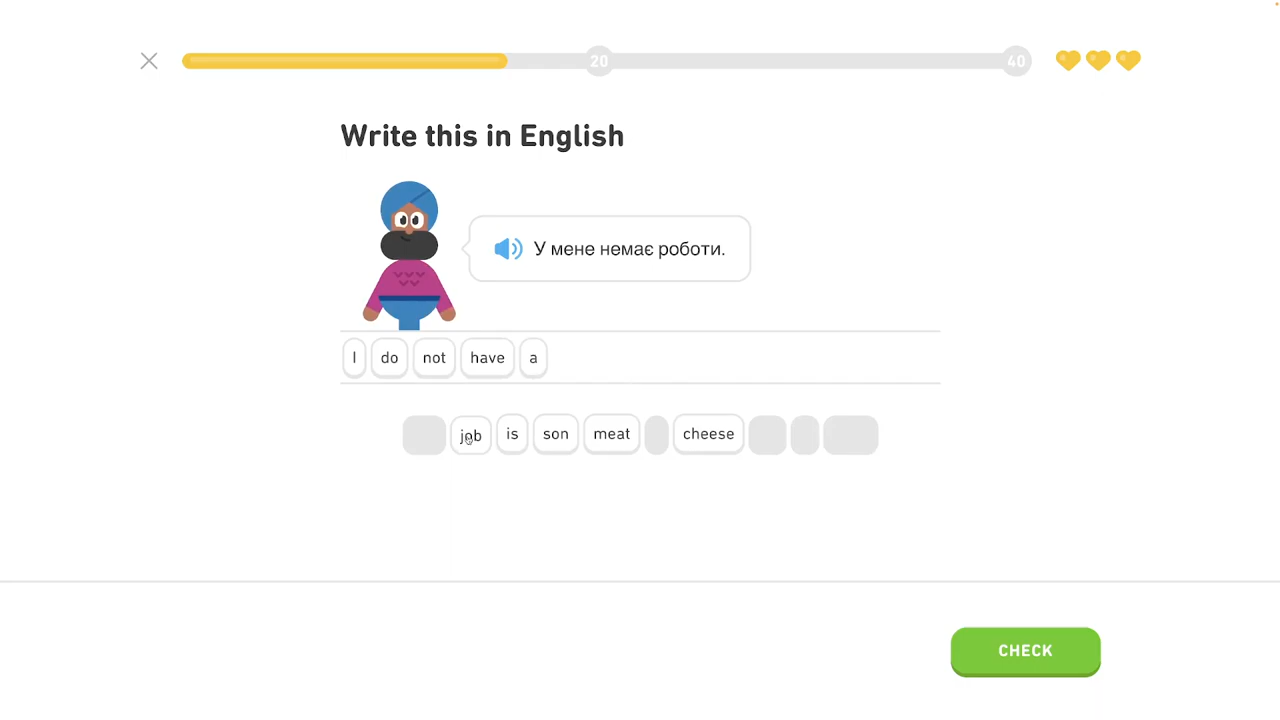 20
40
Write this in English
У мене немає роботи.
I do not have a
job is son meat cheese
CHECK